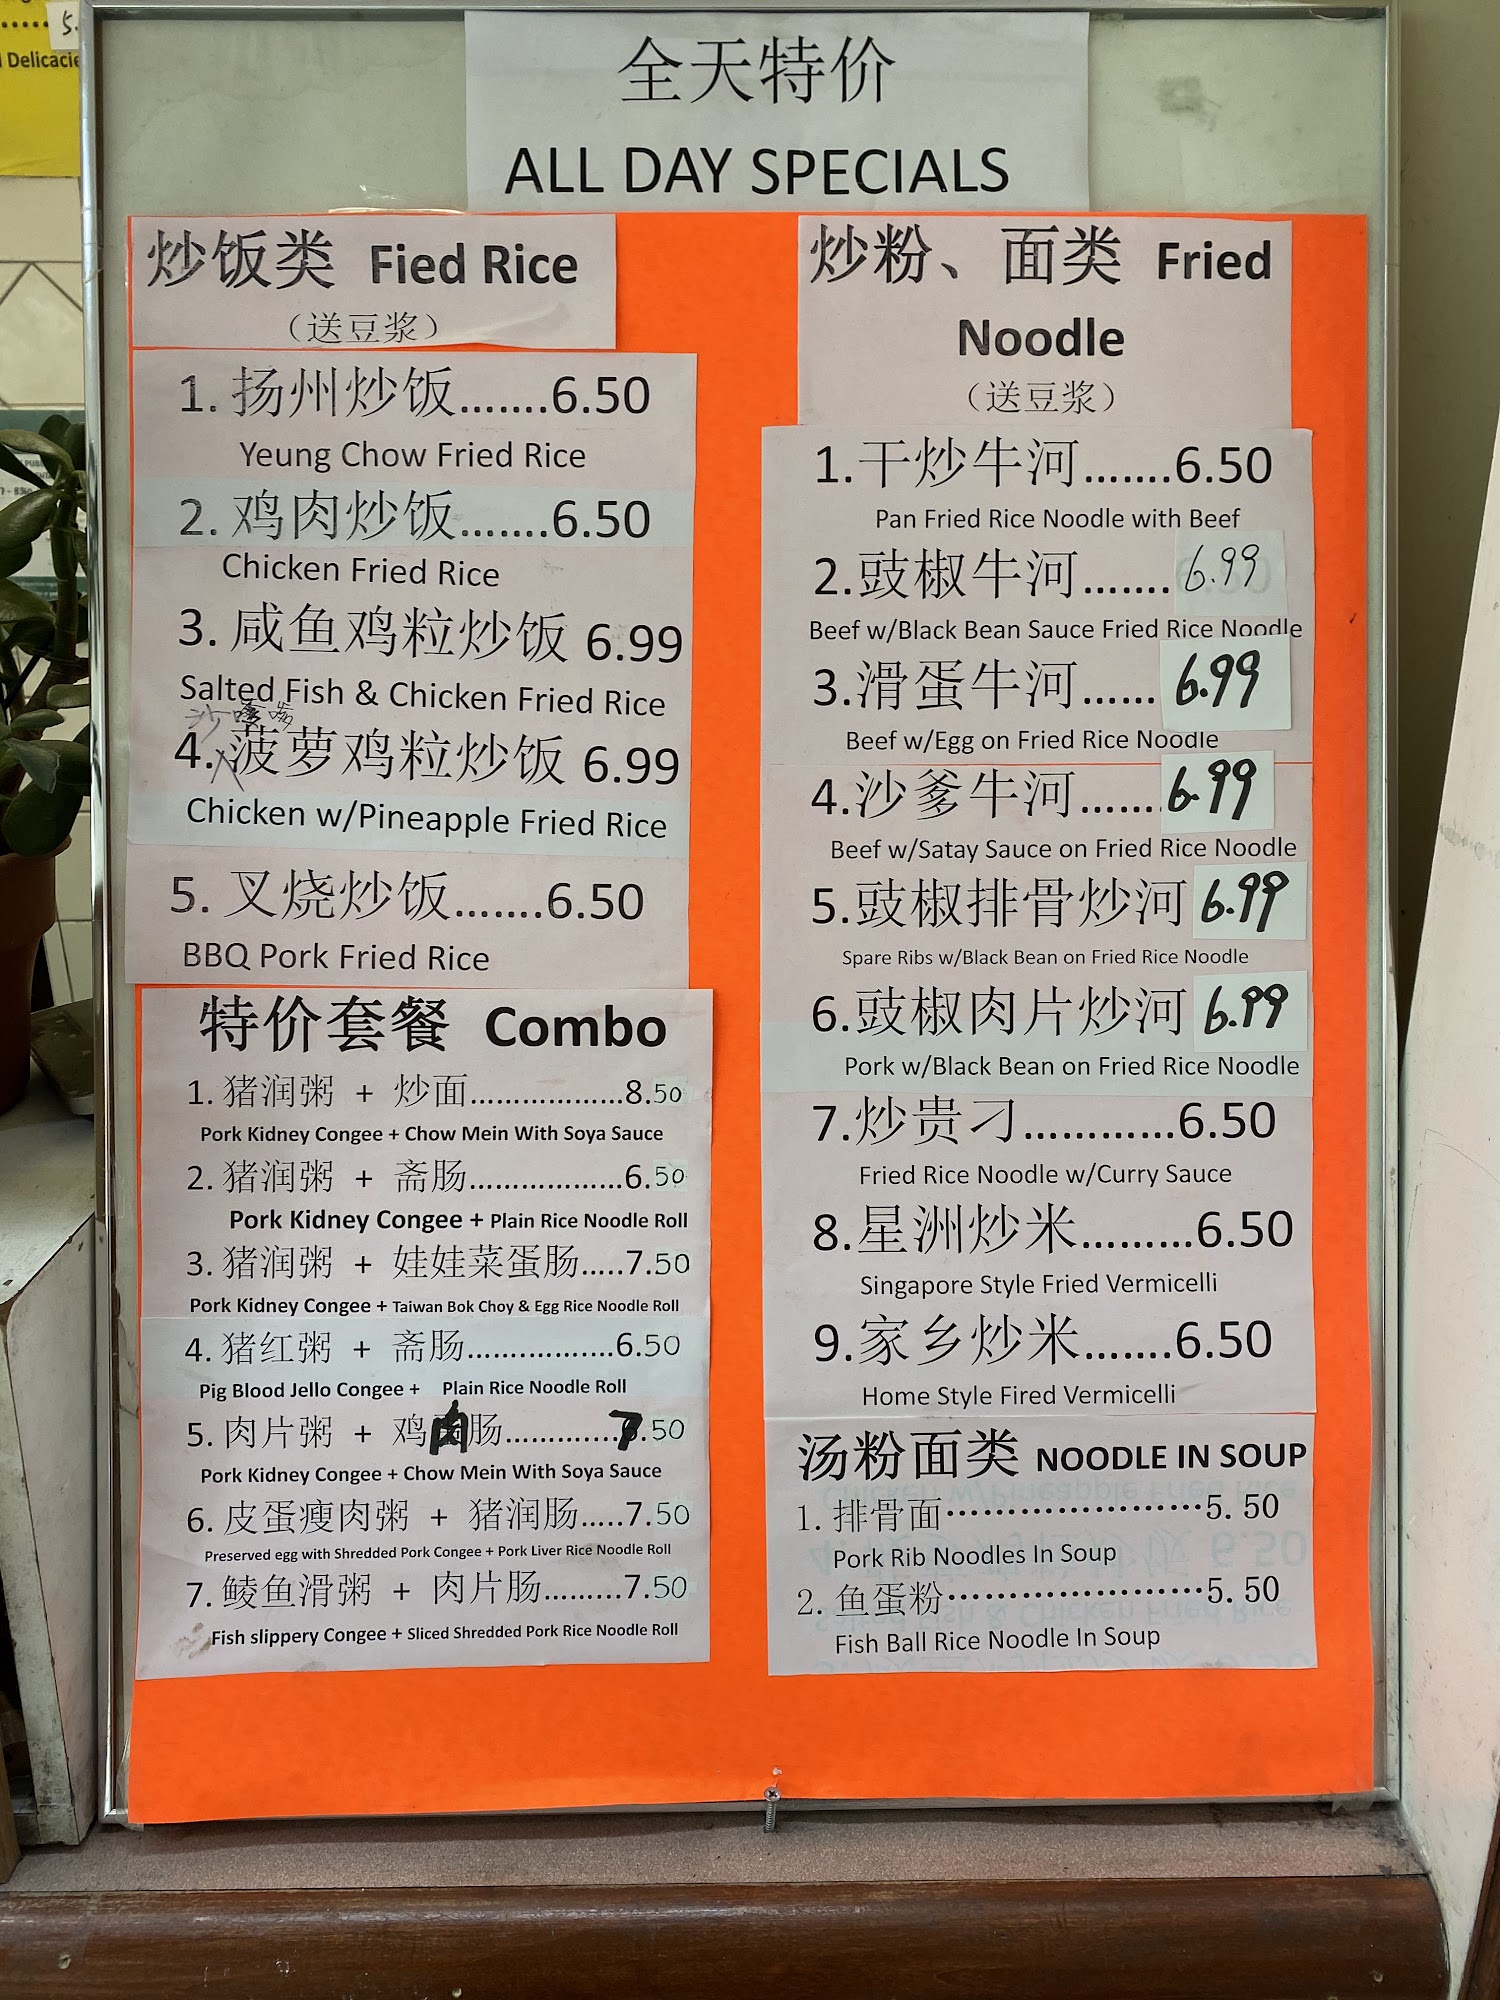 5.
Delicacie
全天特价
ALL DAY SPECIALS
炒饭类 Fied Rice
（送豆浆）
1. 扬州炒饭.......6.50
Yeung Chow Fried Rice
2. 鸡肉炒饭.......6.50
Chicken Fried Rice
3. 咸鱼鸡粒炒饭 6.99
Salted Fish & Chicken Fried Rice
4. 菠萝鸡粒炒饭 6.99
Chicken w/Pineapple Fried Rice
5. 叉烧炒饭.......6.50
BBQ Pork Fried Rice
特价套餐 Combo
1. 猪润粥 + 炒面.................8.50
Pork Kidney Congee + Chow Mein With Soya Sauce
2. 猪润粥 + 斋肠.................6.50
Pork Kidney Congee + Plain Rice Noodle Roll
3. 猪润粥 + 娃娃菜蛋肠.....7.50
Pork Kidney Congee + Taiwan Bok Choy & Egg Rice Noodle Roll
4. 猪红粥 + 斋肠.................6.50
Pig Blood Jello Congee + Plain Rice Noodle Roll
5. 肉片粥 + 鸡肉肠.............7.50
Pork Kidney Congee + Chow Mein With Soya Sauce
6. 皮蛋瘦肉粥 + 猪润肠.....7.50
Preserved egg with Shredded Pork Congee + Pork Liver Rice Noodle Roll
7. 鲮鱼滑粥 + 肉片肠.........7.50
Fish slippery Congee + Sliced Shredded Pork Rice Noodle Roll
炒粉、面类 Fried
Noodle
（送豆浆）
1.干炒牛河.......6.50
Pan Fried Rice Noodle with Beef
2.豉椒牛河.......6.99
Beef w/Black Bean Sauce Fried Rice Noodle
3.滑蛋牛河......6.99
Beef w/Egg on Fried Rice Noodle
4.沙爹牛河.......6.99
Beef w/Satay Sauce on Fried Rice Noodle
5.豉椒排骨炒河 6.99
Spare Ribs w/Black Bean on Fried Rice Noodle
6.豉椒肉片炒河 6.99
Pork w/Black Bean on Fried Rice Noodle
7.炒贵刁............6.50
Fried Rice Noodle w/Curry Sauce
8.星洲炒米.........6.50
Singapore Style Fried Vermicelli
9.家乡炒米.......6.50
Home Style Fired Vermicelli
汤粉面类 NOODLE IN SOUP
1. 排骨面·····················5.50
Pork Rib Noodles In Soup
2. 鱼蛋粉·····················5.50
Fish Ball Rice Noodle In Soup